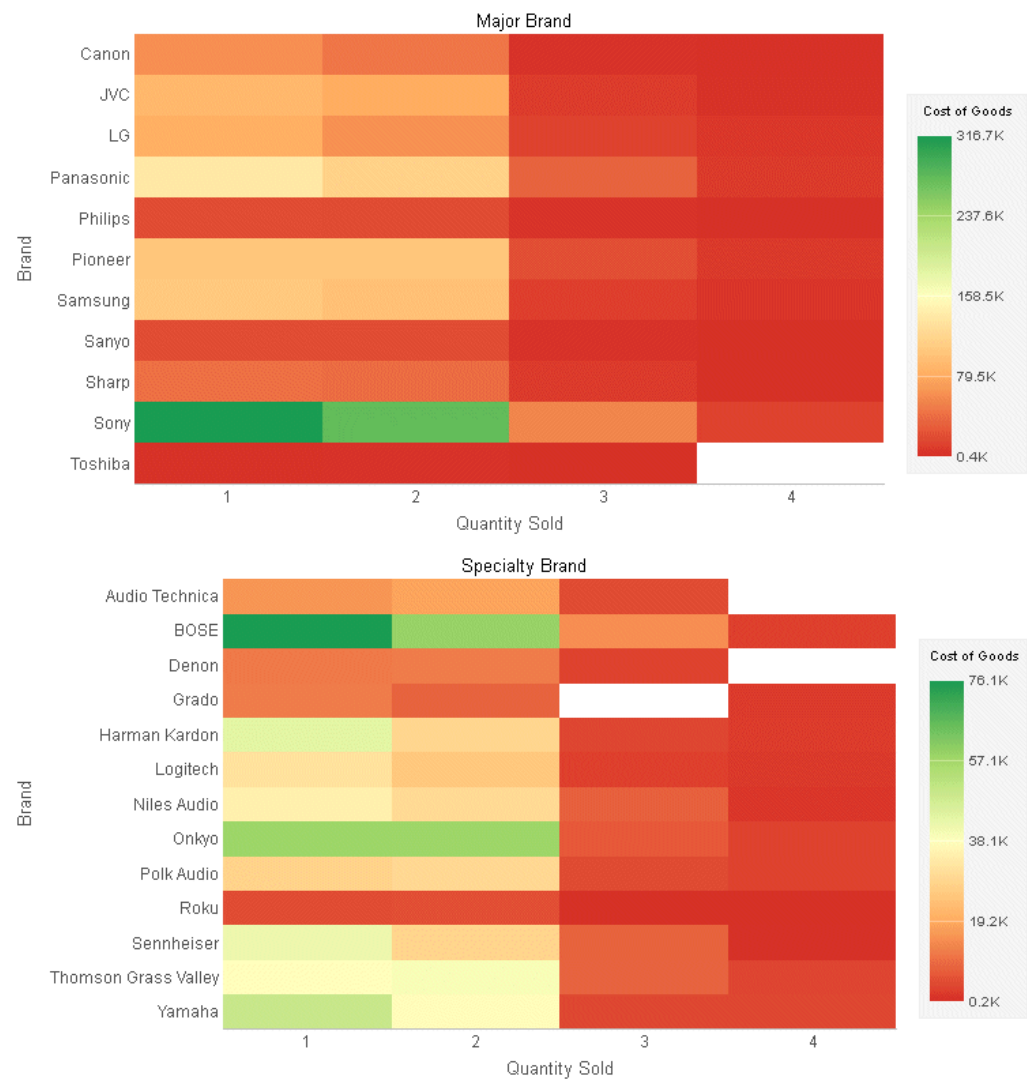 Major Brand
Canon
JVC
LG
Panasonic
Philips
Pioneer
Samsung
Sanyo
Sharp
Sony
Toshiba
Brand
1 2 3 4
Quantity Sold
Cost of Goods
316.7K
237.6K
158.5K
79.5K
0.4K
Specialty Brand
Audio Technica
BOSE
Denon
Grado
Harman Kardon
Logitech
Niles Audio
Onkyo
Polk Audio
Roku
Sennheiser
Thomson Grass Valley
Yamaha
Brand
1 2 3 4
Quantity Sold
Cost of Goods
76.1K
57.1K
38.1K
19.2K
0.2K